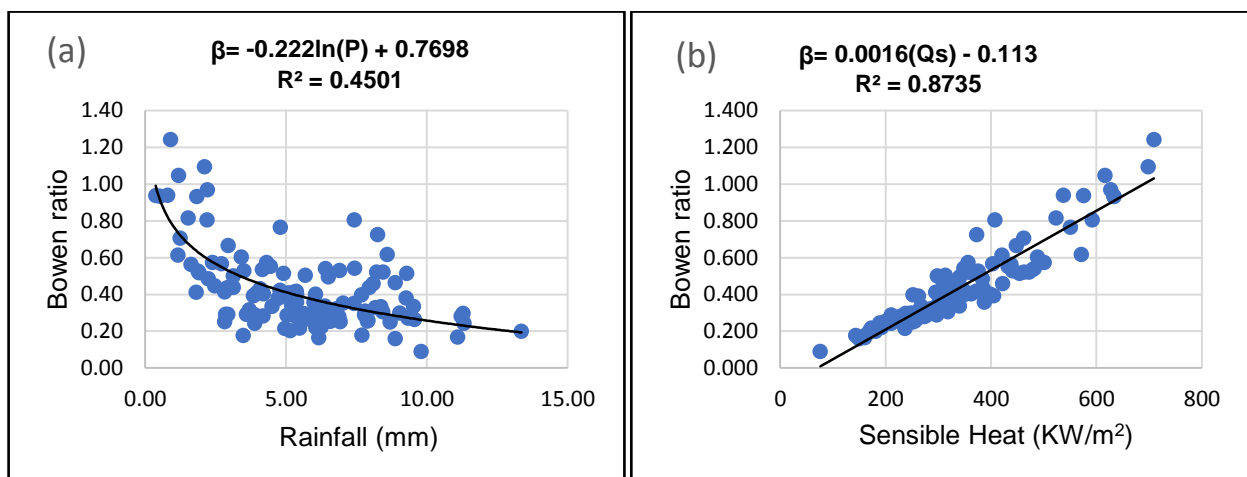 (a)
β= -0.222ln(P) + 0.7698
R² = 0.4501
1.40
1.20
1.00
0.80
0.60
0.40
0.20
0.00
Bowen ratio
0.00 5.00 10.00 15.00
Rainfall (mm)
(b)
β= 0.0016(Qs) - 0.113
R² = 0.8735
1.400
1.200
1.000
0.800
0.600
0.400
0.200
0.000
Bowen ratio
0 200 400 600 800
Sensible Heat (KW/m²)